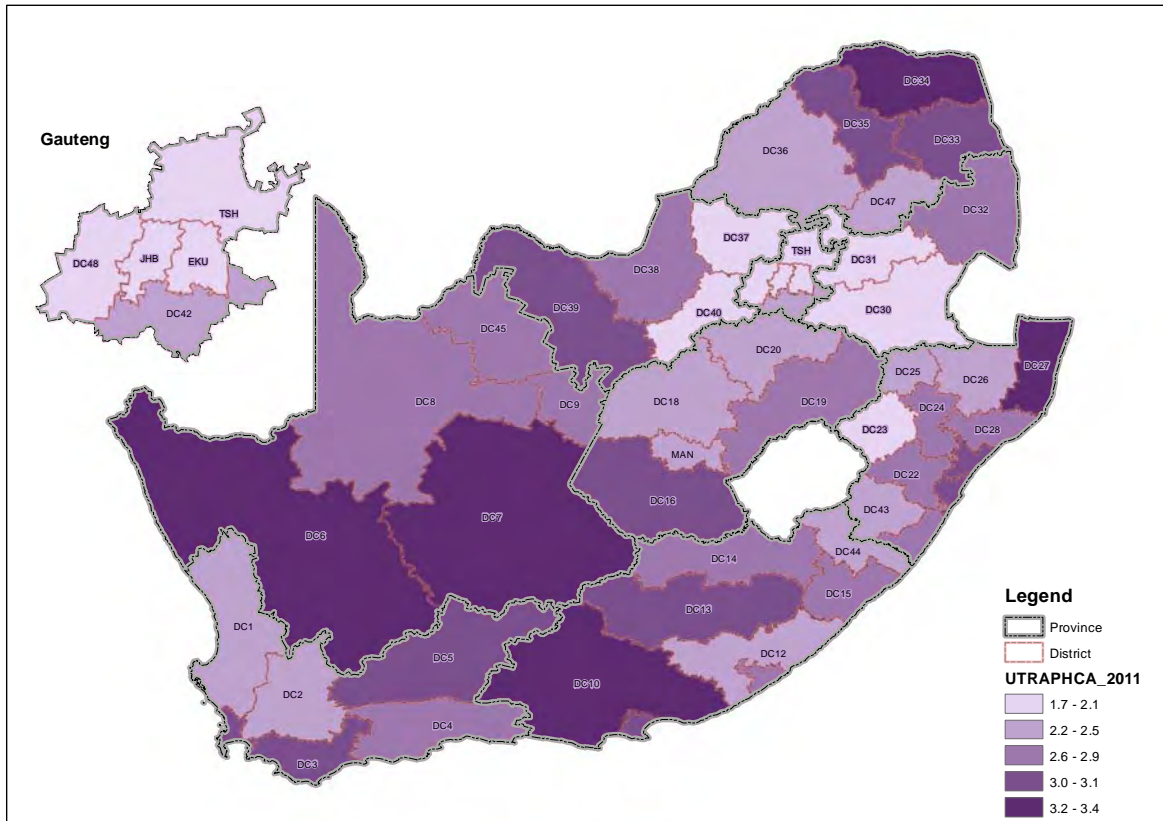 Gauteng
TSH
DC48
JHB
EKU
DC42
DC34
DC35
DC33
DC36
DC47
DC32
DC37
TSH
DC31
DC38
DC30
DC39
DC40
DC45
DC20
DC27
DC25
DC26
DC8
DC9
DC18
DC19
DC24
DC23
DC28
MAN
DC22
DC16
DC43
DC7
DC6
DC14
DC44
DC15
DC13
DC1
DC12
DC5
DC10
DC2
DC4
DC3
Legend
Province
District
UTRAPHCA_2011
1.7 - 2.1
2.2 - 2.5
2.6 - 2.9
3.0 - 3.1
3.2 - 3.4